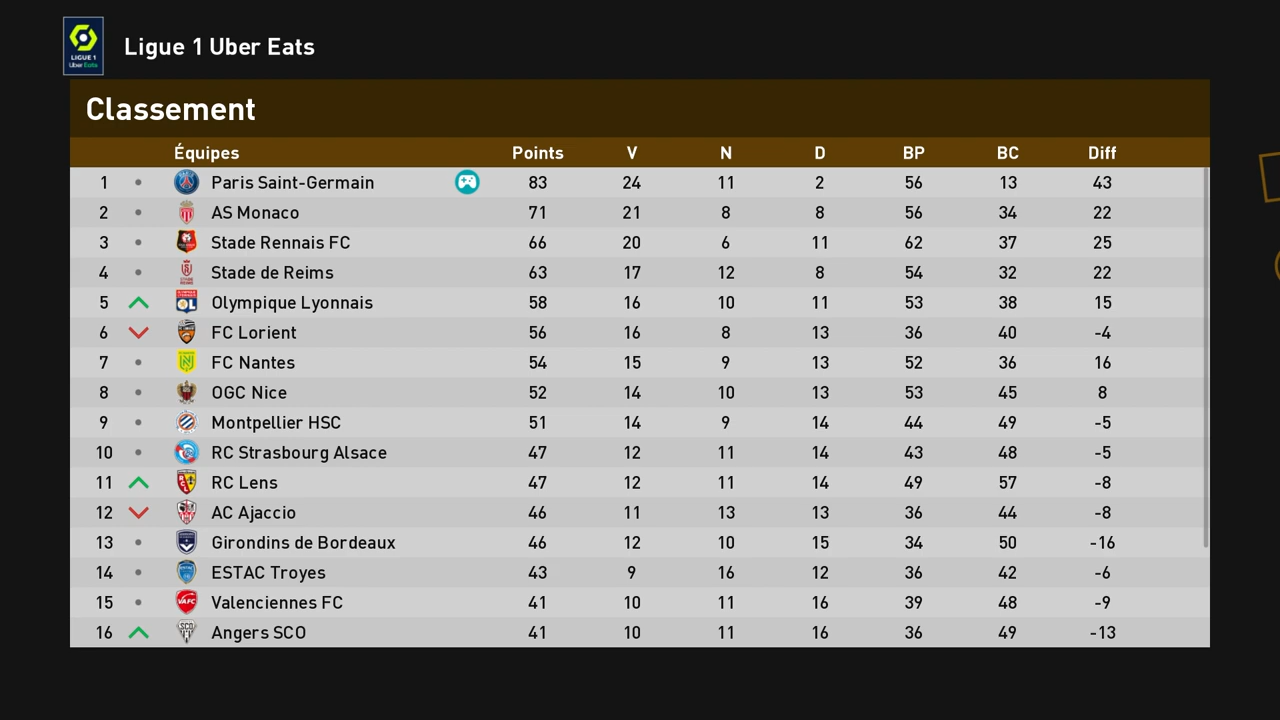 LIGUE 1
Uber Eats
Ligue 1 Uber Eats
Classement
Équipes Points V N D BP BC Diff
1 Paris Saint-Germain 83 24 11 2 56 13 43
2 AS Monaco 71 21 8 8 56 34 22
3 Stade Rennais FC 66 20 6 11 62 37 25
4 Stade de Reims 63 17 12 8 54 32 22
5 Olympique Lyonnais 58 16 10 11 53 38 15
6 FC Lorient 56 16 8 13 36 40 -4
7 FC Nantes 54 15 9 13 52 36 16
8 OGC Nice 52 14 10 13 53 45 8
9 Montpellier HSC 51 14 9 14 44 49 -5
10 RC Strasbourg Alsace 47 12 11 14 43 48 -5
11 RC Lens 47 12 11 14 49 57 -8
12 AC Ajaccio 46 11 13 13 36 44 -8
13 Girondins de Bordeaux 46 12 10 15 34 50 -16
14 ESTAC Troyes 43 9 16 12 36 42 -6
15 Valenciennes FC 41 10 11 16 39 48 -9
16 Angers SCO 41 10 11 16 36 49 -13